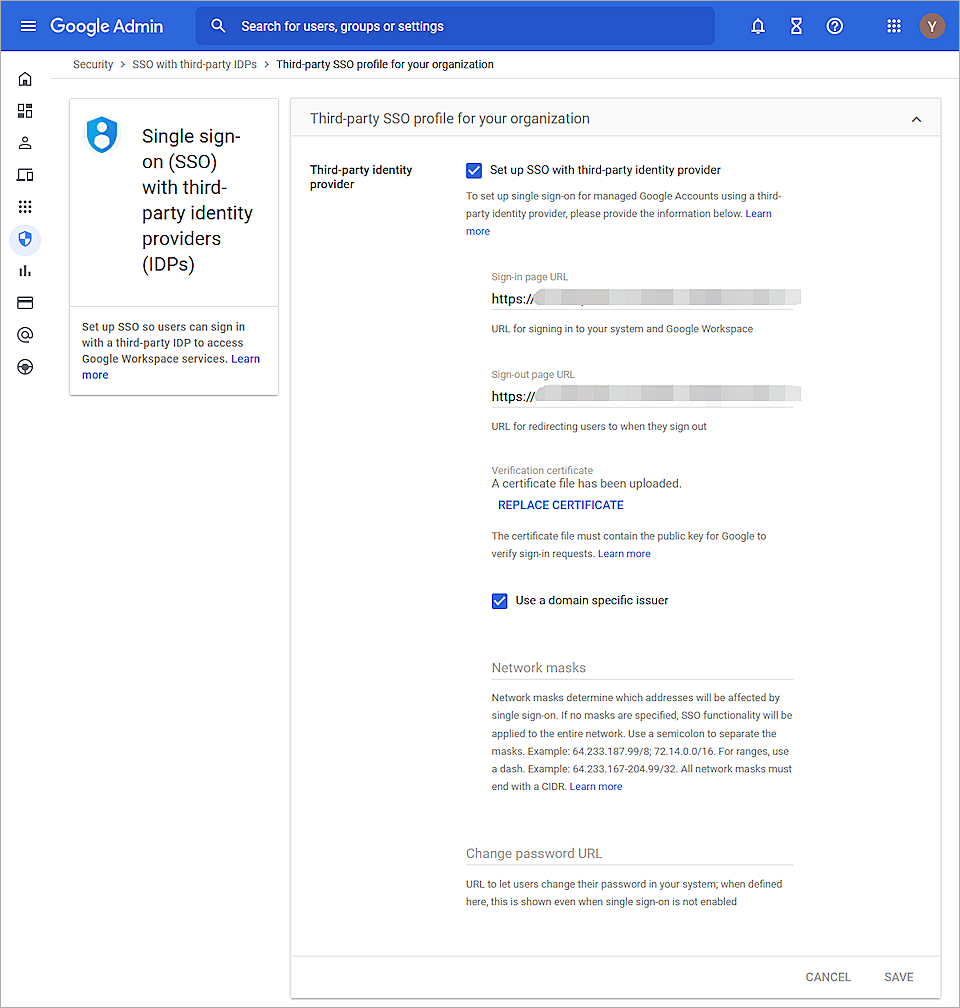 Google Admin
Search for users, groups or settings
Y
Security > SSO with third-party IDPs > Third-party SSO profile for your organization
Single sign-
on (SSO)
with third-
party identity
providers
(IDPs)
Set up SSO so users can sign in
with a third-party IDP to access
Google Workspace services. Learn
more
Third-party SSO profile for your organization
Third-party identity
provider
Set up SSO with third-party identity provider
To set up single sign-on for managed Google Accounts using a third-
party identity provider, please provide the information below. Learn
more
Sign-in page URL
https://
URL for signing in to your system and Google Workspace
Sign-out page URL
https://
URL for redirecting users to when they sign out
Verification certificate
A certificate file has been uploaded.
REPLACE CERTIFICATE
The certificate file must contain the public key for Google to
verify sign-in requests. Learn more
Use a domain specific issuer
Network masks
Network masks determine which addresses will be affected by
single sign-on. If no masks are specified, SSO functionality will be
applied to the entire network. Use a semicolon to separate the
masks. Example: 64.233.187.99/8; 72.14.0.0/16. For ranges, use
a dash. Example: 64.233.167-204.99/32. All network masks must
end with a CIDR. Learn more
Change password URL
URL to let users change their password in your system; when defined
here, this is shown even when single sign-on is not enabled
CANCEL
SAVE